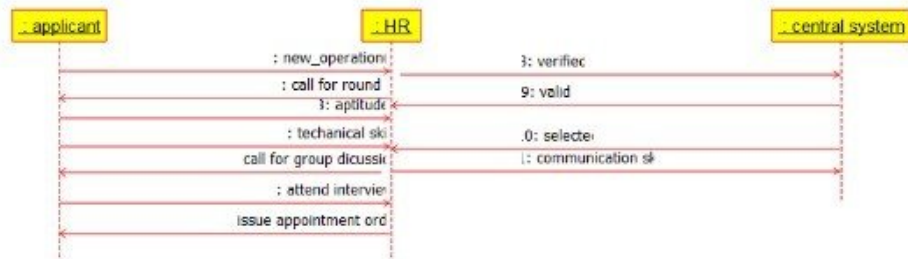 : applicant
: HR
: central system
: new_operation
3: verified
: call for round
9: valid
3: aptitude
: techanical ski
.0: selecte
call for group dicussi
: communication sk
: attend intervie
issue appointment ord